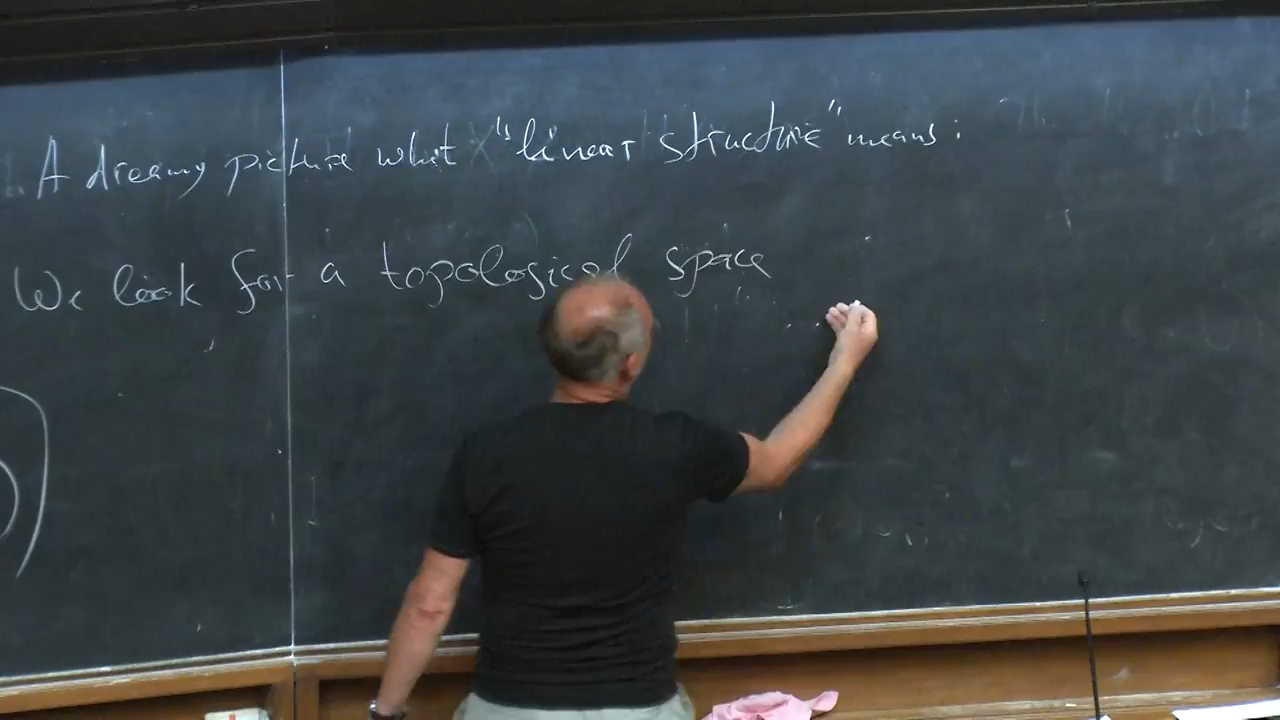 A dreamy picture what "linear structure" means:
We look for a topological space